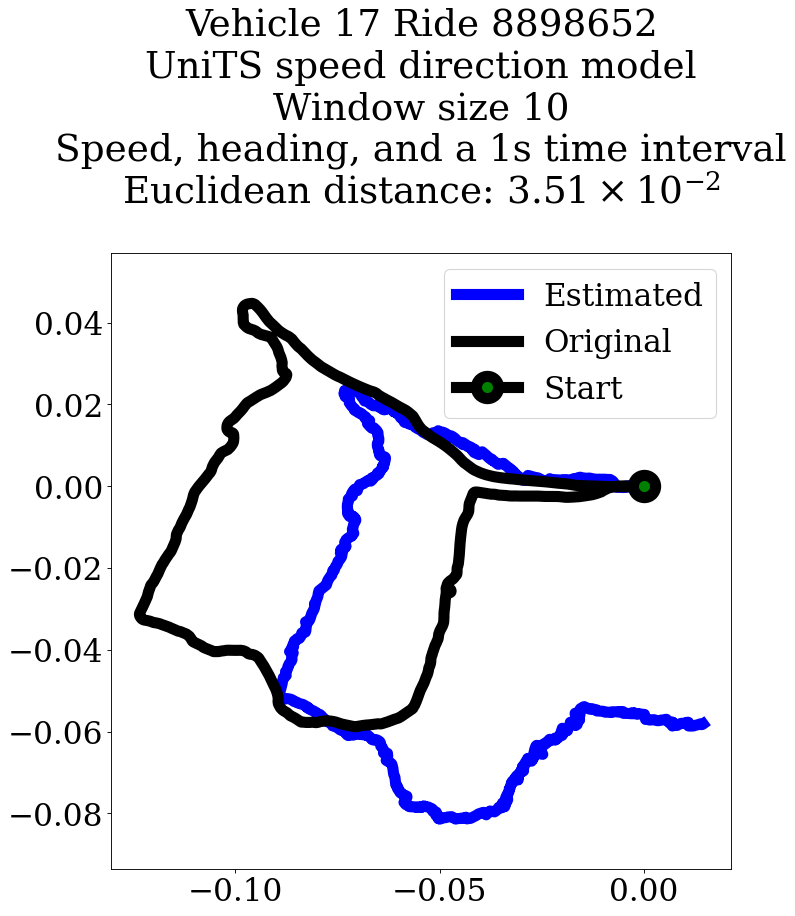 Vehicle 17 Ride 8898652
UniTS speed direction model
Window size 10
Speed, heading, and a 1s time interval
Euclidean distance: 3.51 × 10⁻²
Estimated
Original
Start
0.04
0.02
0.00
−0.02
−0.04
−0.06
−0.08
−0.10
−0.05
0.00